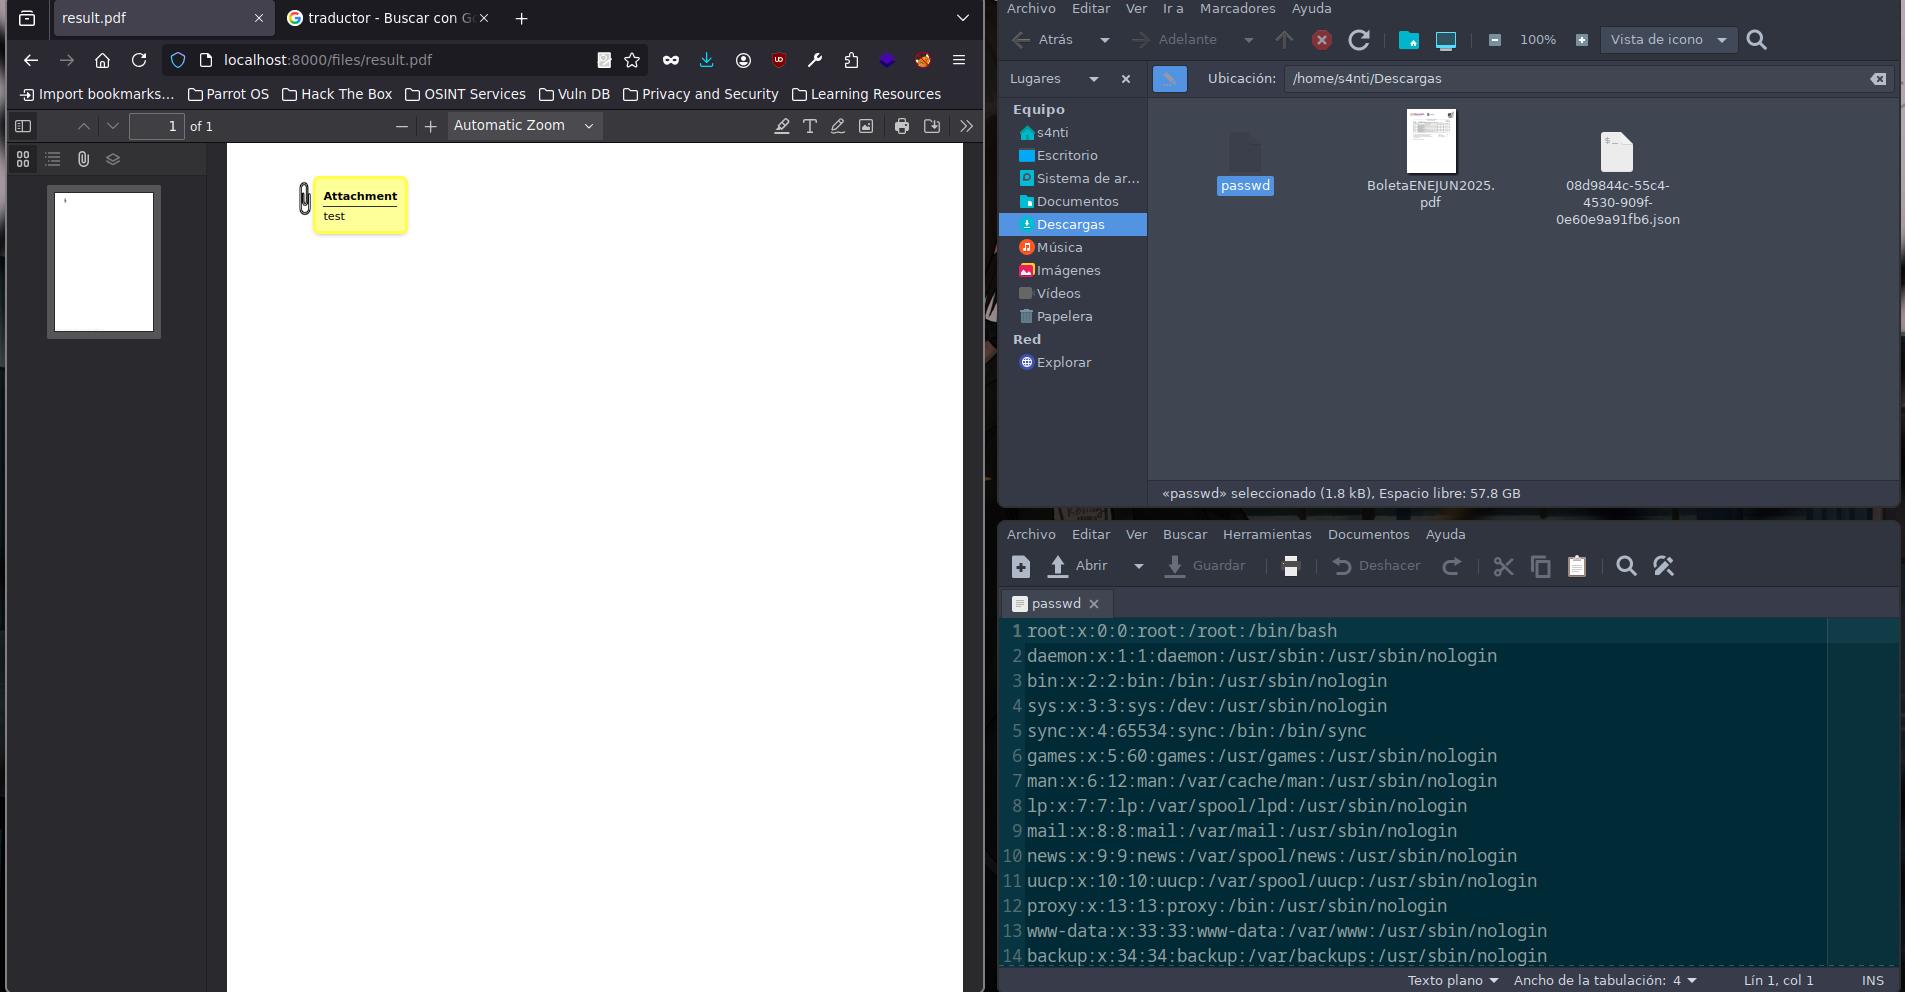 result.pdf
traductor - Buscar con G
localhost:8000/files/result.pdf
Import bookmarks... Parrot OS Hack The Box OSINT Services Vuln DB Privacy and Security Learning Resources
1 of 1 Automatic Zoom
Attachment
test
Archivo Editar Ver Ir a Marcadores Ayuda
Atrás Adelante 100% Vista de icono
Lugares Ubicación: /home/s4nti/Descargas
Equipo
s4nti
Escritorio
Sistema de ar...
Documentos
Descargas
Música
Imágenes
Vídeos
Papelera
Red
Explorar
passwd
BoletaENEJUN2025.
pdf
08d9844c-55c4-
4530-909f-
0e60e9a91fb6.json
«passwd» seleccionado (1.8 kB), Espacio libre: 57.8 GB
Archivo Editar Ver Buscar Herramientas Documentos Ayuda
Abrir Guardar Deshacer
passwd
1 root:x:0:0:root:/root:/bin/bash
2 daemon:x:1:1:daemon:/usr/sbin:/usr/sbin/nologin
3 bin:x:2:2:bin:/bin:/usr/sbin/nologin
4 sys:x:3:3:sys:/dev:/usr/sbin/nologin
5 sync:x:4:65534:sync:/bin:/bin/sync
6 games:x:5:60:games:/usr/games:/usr/sbin/nologin
7 man:x:6:12:man:/var/cache/man:/usr/sbin/nologin
8 lp:x:7:7:lp:/var/spool/lpd:/usr/sbin/nologin
9 mail:x:8:8:mail:/var/mail:/usr/sbin/nologin
10 news:x:9:9:news:/var/spool/news:/usr/sbin/nologin
11 uucp:x:10:10:uucp:/var/spool/uucp:/usr/sbin/nologin
12 proxy:x:13:13:proxy:/bin:/usr/sbin/nologin
13 www-data:x:33:33:www-data:/var/www:/usr/sbin/nologin
14 backup:x:34:34:backup:/var/backups:/usr/sbin/nologin
Texto plano Ancho de la tabulación: 4 Lín 1, col 1 INS